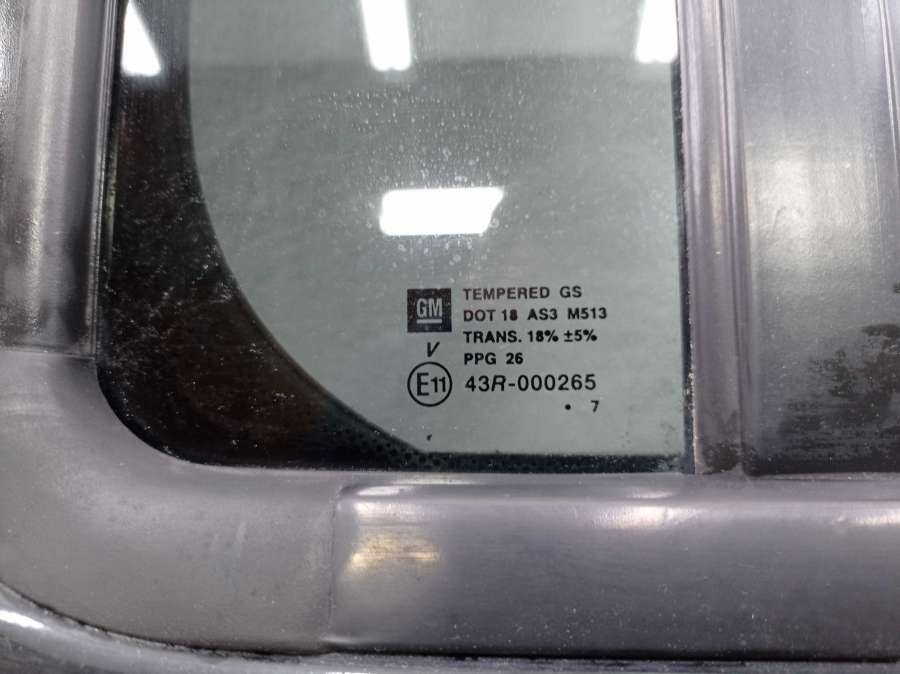 GM
TEMPERED GS
DOT 18 AS3 M513
TRANS. 18% ±5%
V
PPG 26
E11
43R-000265
• 7